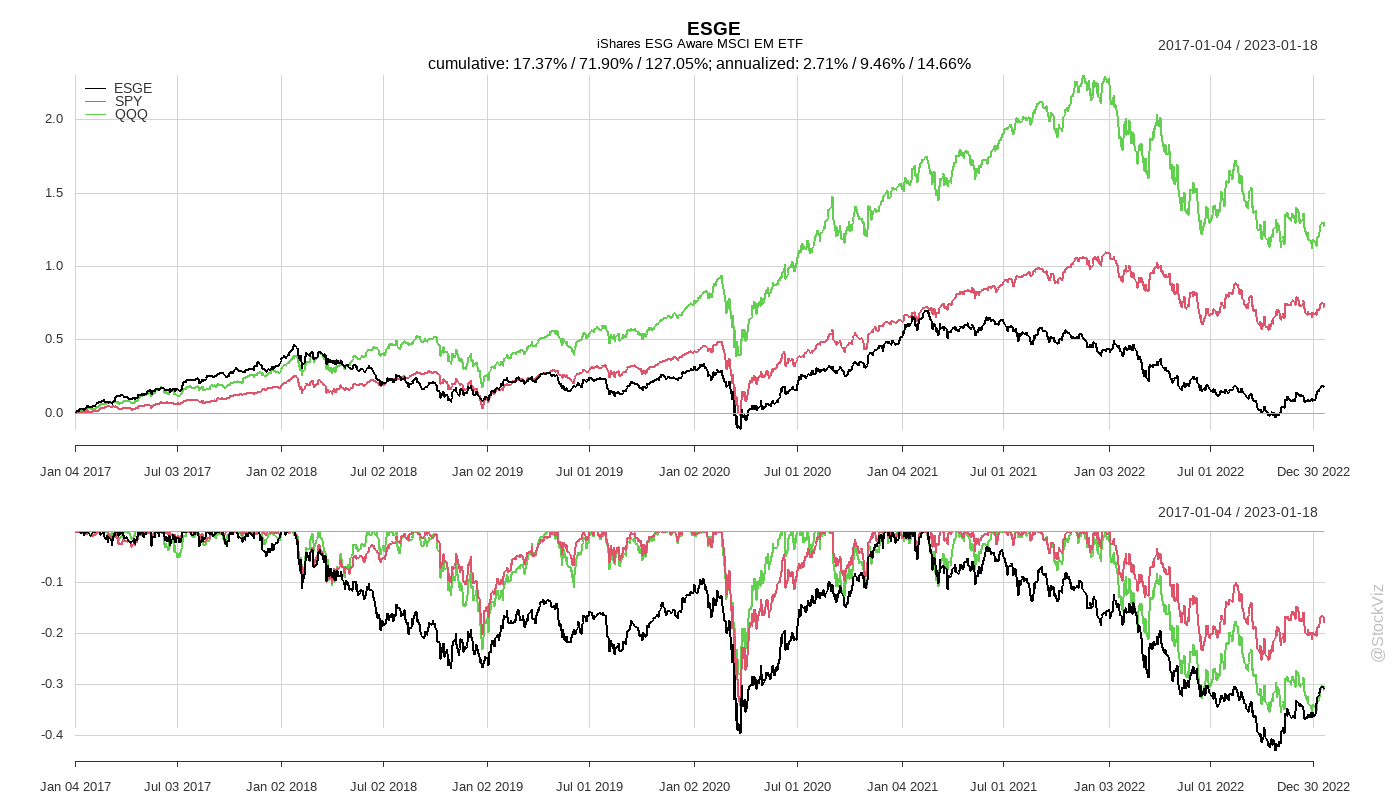 ESGE
iShares ESG Aware MSCI EM ETF
2017-01-04 / 2023-01-18
cumulative: 17.37% / 71.90% / 127.05%; annualized: 2.71% / 9.46% / 14.66%
ESGE
SPY
QQQ
2.0
1.5
1.0
0.5
0.0
Jan 04 2017 Jul 03 2017 Jan 02 2018 Jul 02 2018 Jan 02 2019 Jul 01 2019 Jan 02 2020 Jul 01 2020 Jan 04 2021 Jul 01 2021 Jan 03 2022 Jul 01 2022 Dec 30 2022
2017-01-04 / 2023-01-18
-0.1
-0.2
-0.3
-0.4
Jan 04 2017 Jul 03 2017 Jan 02 2018 Jul 02 2018 Jan 02 2019 Jul 01 2019 Jan 02 2020 Jul 01 2020 Jan 04 2021 Jul 01 2021 Jan 03 2022 Jul 01 2022 Dec 30 2022
@StockViz